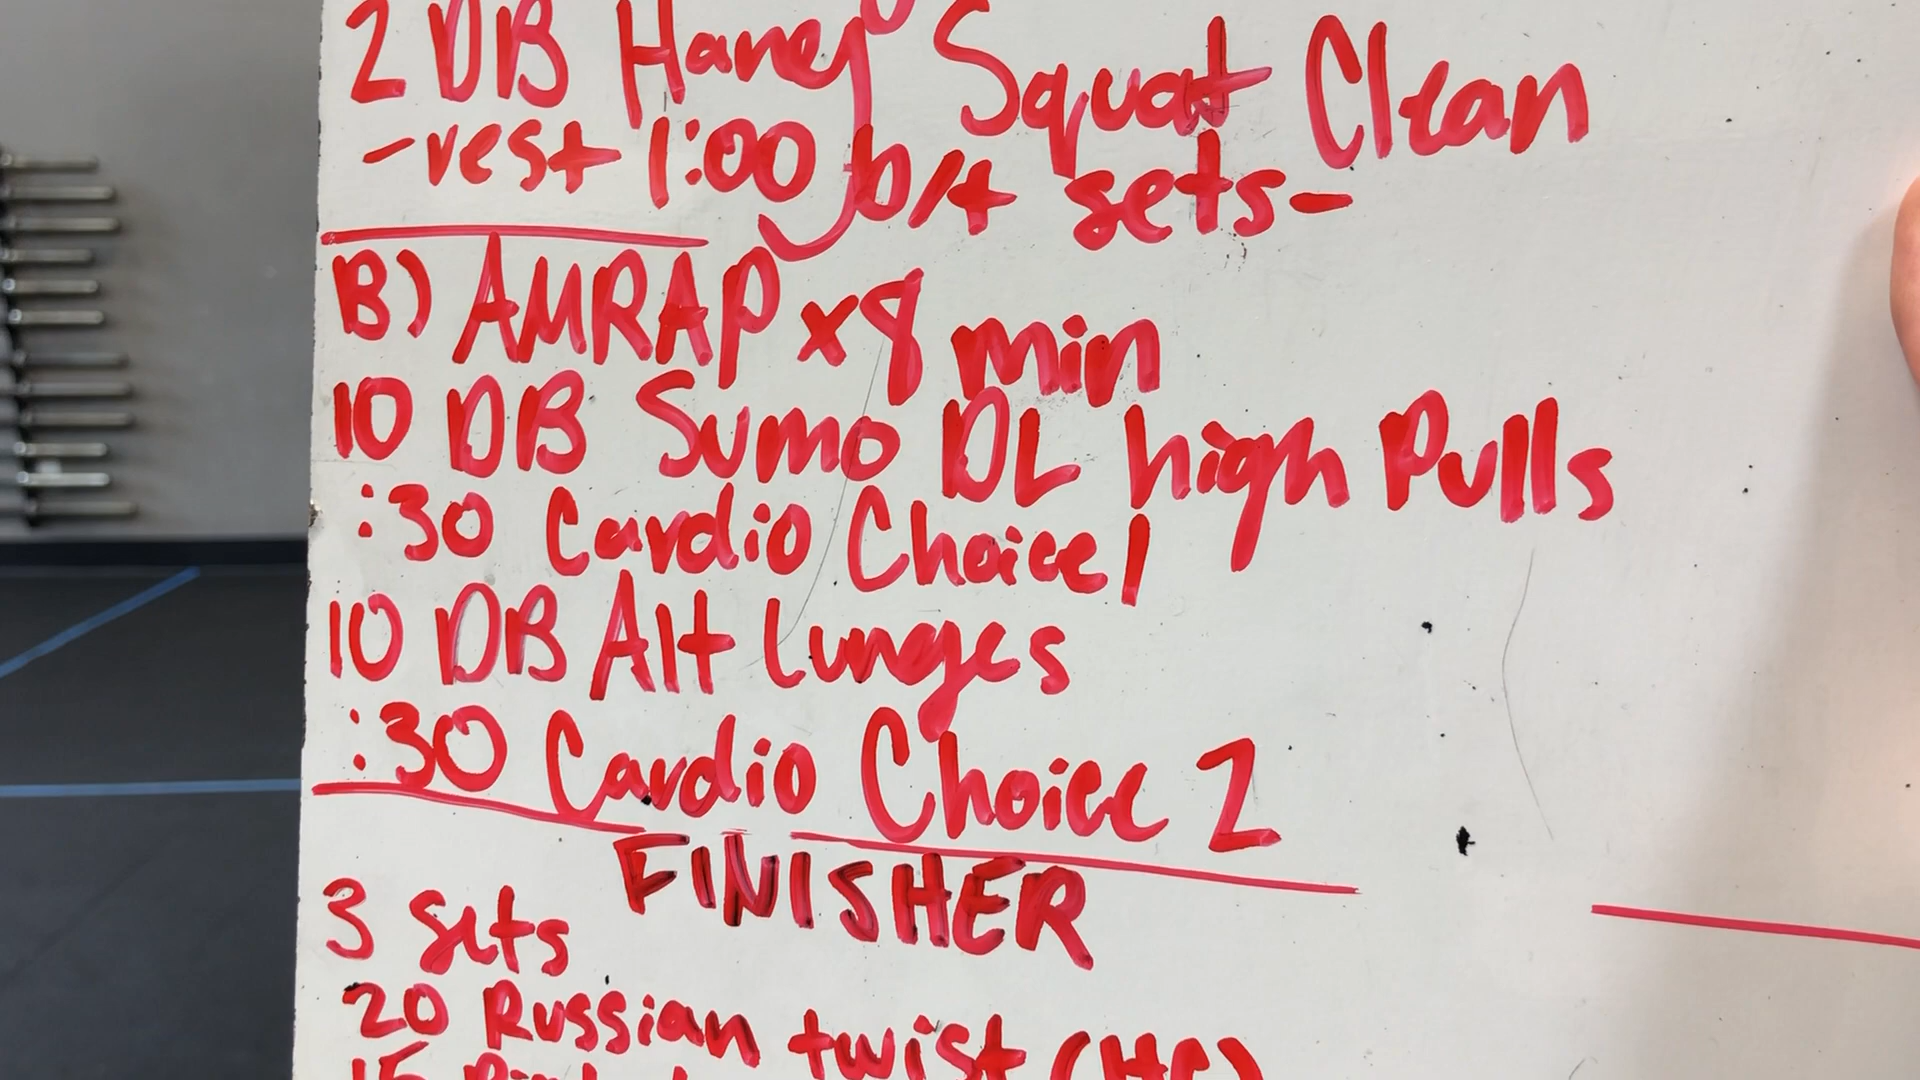 2 DB Hang Squat Clean
-rest 1:00 b/t sets-
B) AMRAP x8 min
10 DB Sumo DL high Pulls
:30 Cardio Choice 1
10 DB Alt Lunges
:30 Cardio Choice 2
FINISHER
3 sets
20 Russian twist
15